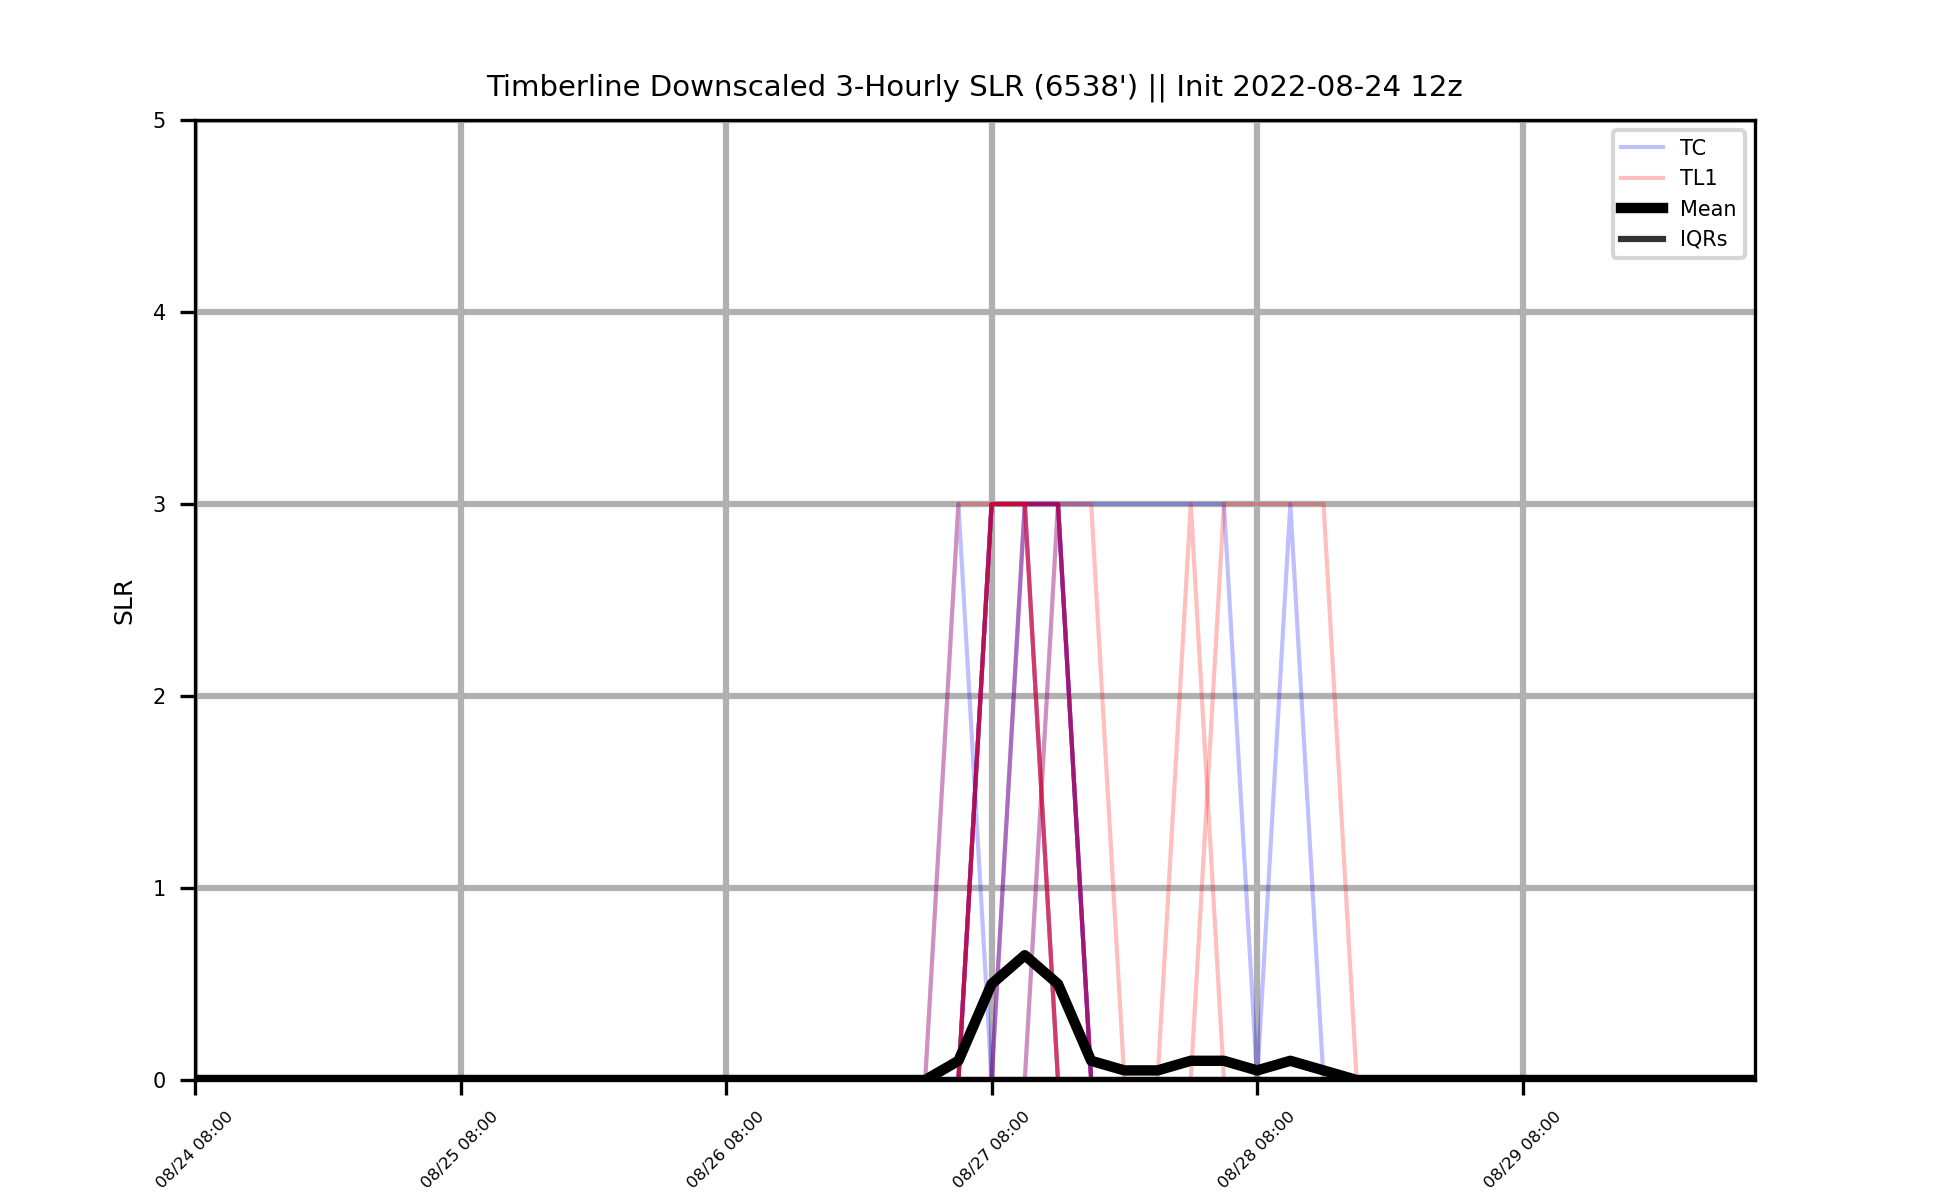 Timberline Downscaled 3-Hourly SLR (6538') || Init 2022-08-24 12z
5
4
3
2
1
0
SLR
TC
TL1
Mean
IQRs
08/24 08:00
08/25 08:00
08/26 08:00
08/27 08:00
08/28 08:00
08/29 08:00